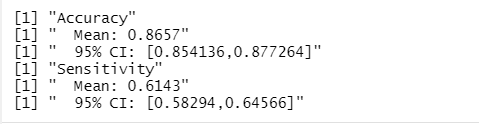 [1] "Accuracy"
[1] "  Mean: 0.8657"
[1] "  95% CI: [0.854136,0.877264]"
[1] "Sensitivity"
[1] "  Mean: 0.6143"
[1] "  95% CI: [0.58294,0.64566]"